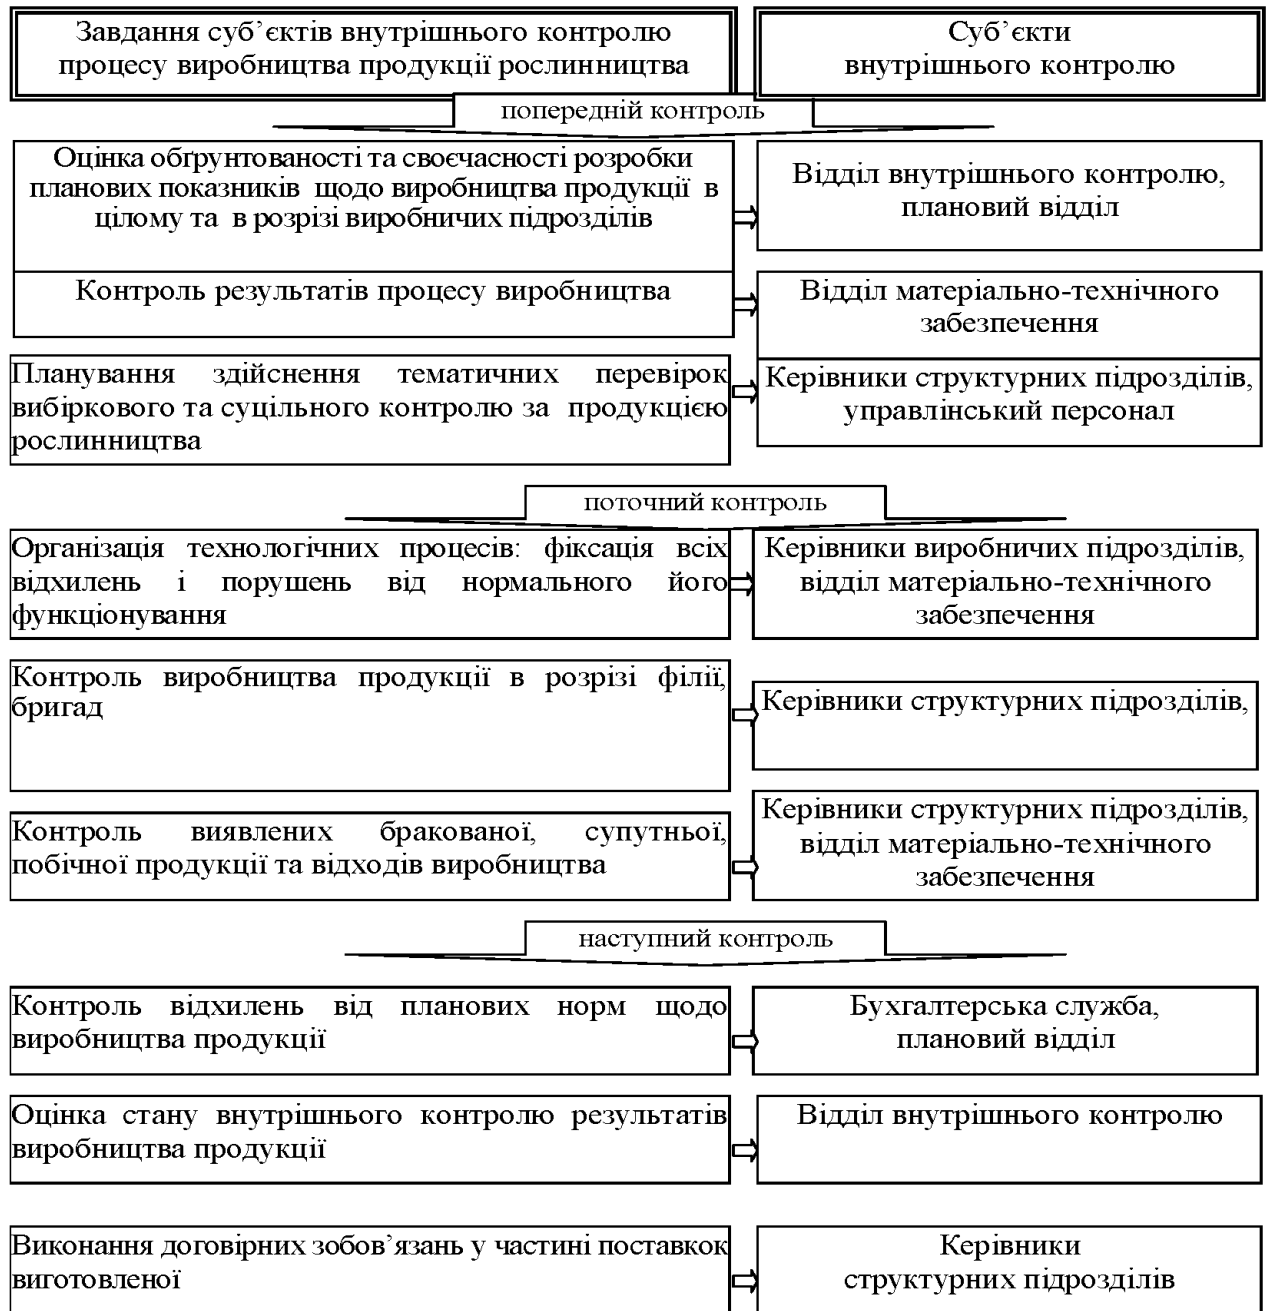 Завдання суб’єктів внутрішнього контролю
процесу виробництва продукції рослинництва
Суб’єкти
внутрішнього контролю
попередній контроль
Оцінка обґрунтованості та своєчасності розробки
планових показників щодо виробництва продукції в
цілому та в розрізі виробничих підрозділів
Відділ внутрішнього контролю,
плановий відділ
Контроль результатів процесу виробництва
Відділ матеріально-технічного
забезпечення
Планування здійснення тематичних перевірок
вибіркового та суцільного контролю за продукцією
рослинництва
Керівники структурних підрозділів,
управлінський персонал
поточний контроль
Організація технологічних процесів: фіксація всіх
відхилень і порушень від нормального його
функціонування
Керівники виробничих підрозділів,
відділ матеріально-технічного
забезпечення
Контроль виробництва продукції в розрізі філії,
бригад
Керівники структурних підрозділів,
Контроль виявлених бракованої, супутньої,
побічної продукції та відходів виробництва
Керівники структурних підрозділів,
відділ матеріально-технічного
забезпечення
наступний контроль
Контроль відхилень від планових норм щодо
виробництва продукції
Бухгалтерська служба,
плановий відділ
Оцінка стану внутрішнього контролю результатів
виробництва продукції
Відділ внутрішнього контролю
Виконання договірних зобов’язань у частині поставкок
виготовленої
Керівники
структурних підрозділів